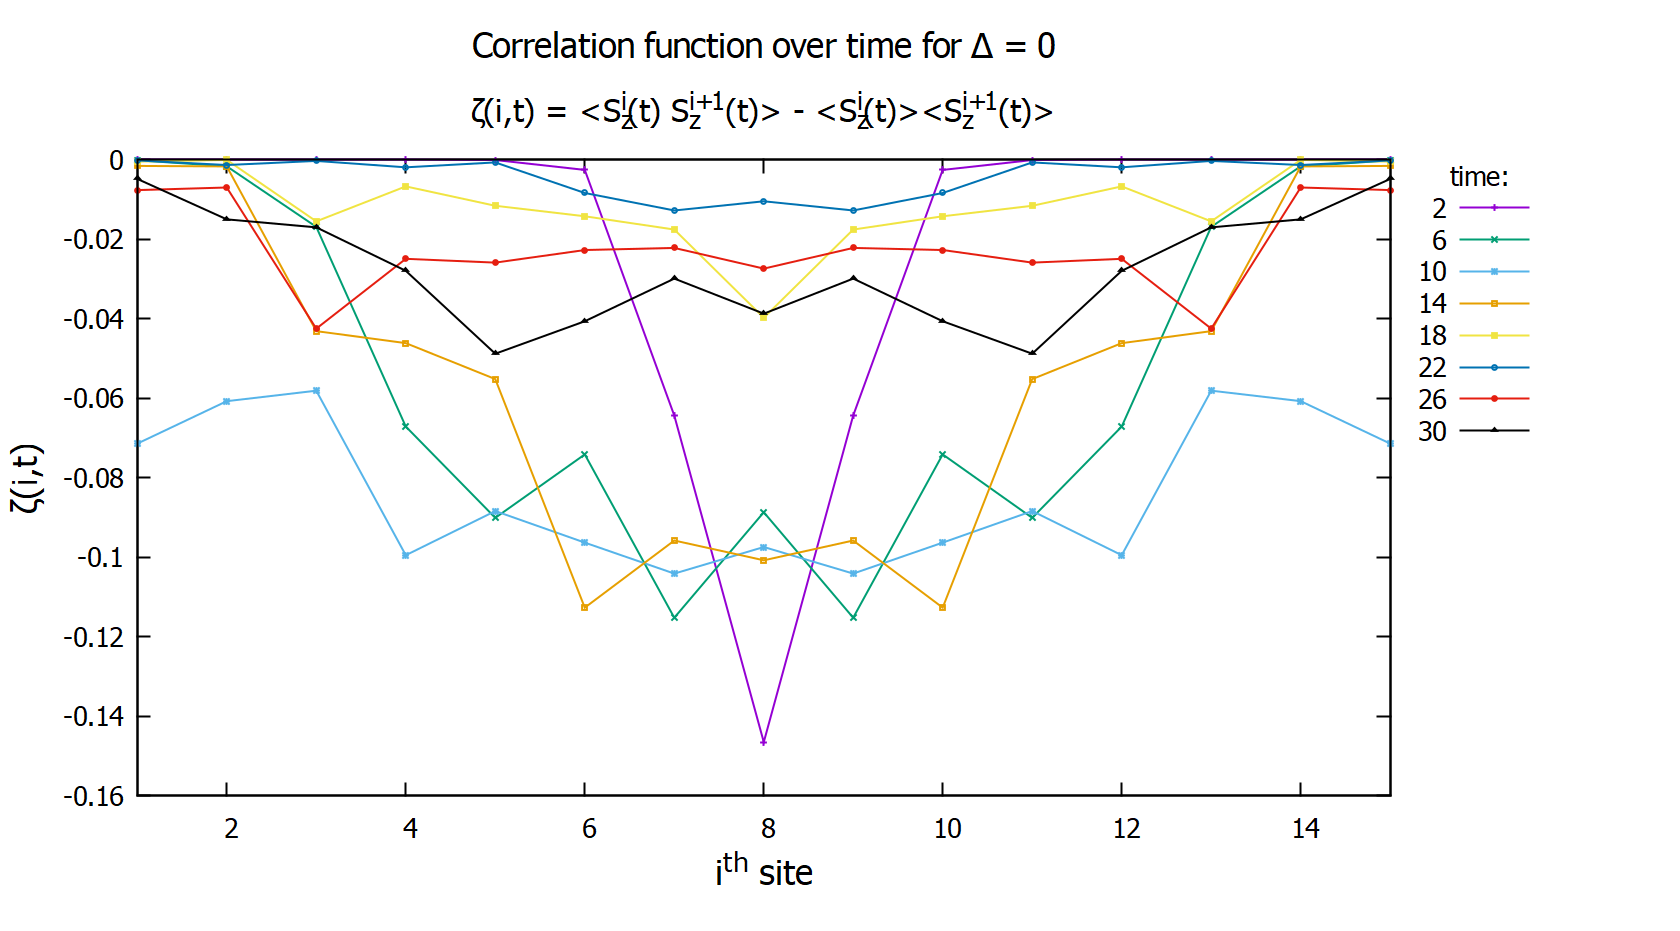 Correlation function over time for Δ = 0
ζ(i,t) = <S_z^i(t) S_z^{i+1}(t)> - <S_z^i(t)><S_z^{i+1}(t)>
0
-0.02
-0.04
-0.06
-0.08
-0.1
-0.12
-0.14
-0.16
ζ(i,t)
2 4 6 8 10 12 14
i^{th} site
time:
2
6
10
14
18
22
26
30